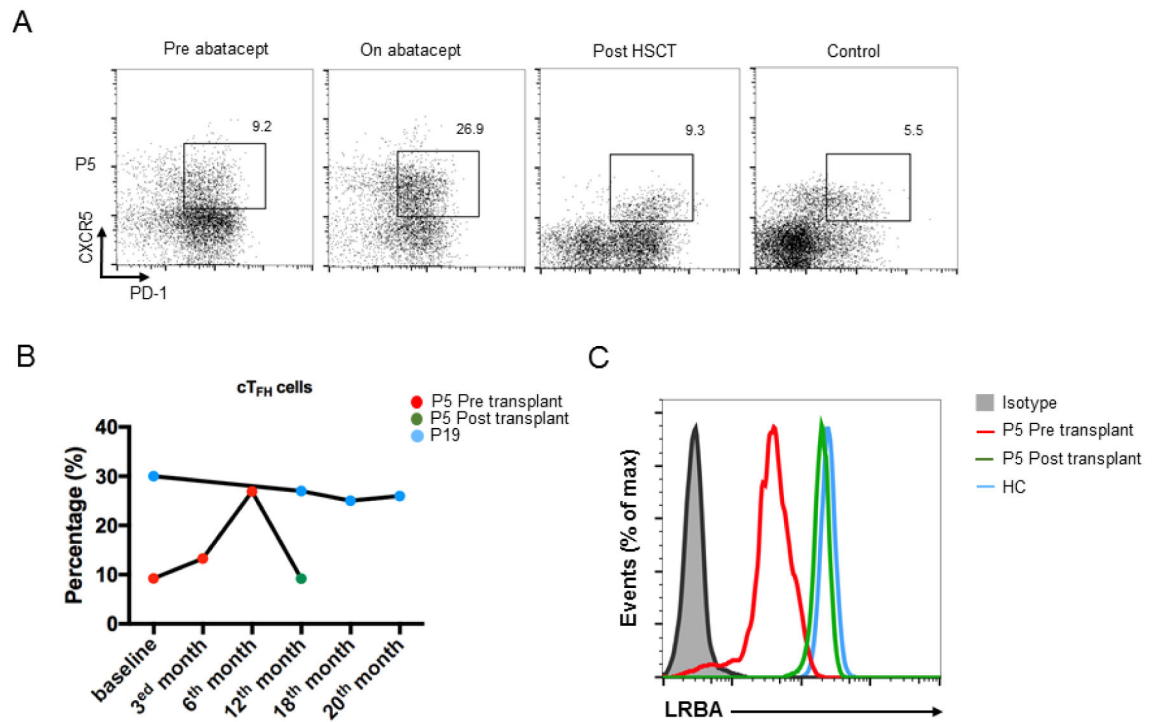 A
Pre abatacept
On abatacept
Post HSCT
Control
9.2
26.9
9.3
5.5
P5
CXCR5
PD-1
B
cTFH cells
P5 Pre transplant
P5 Post transplant
P19
Percentage (%)
40
30
20
10
0
baseline
3ed month
6th month
12th month
18th month
20th month
C
Isotype
P5 Pre transplant
P5 Post transplant
HC
Events (% of max)
LRBA